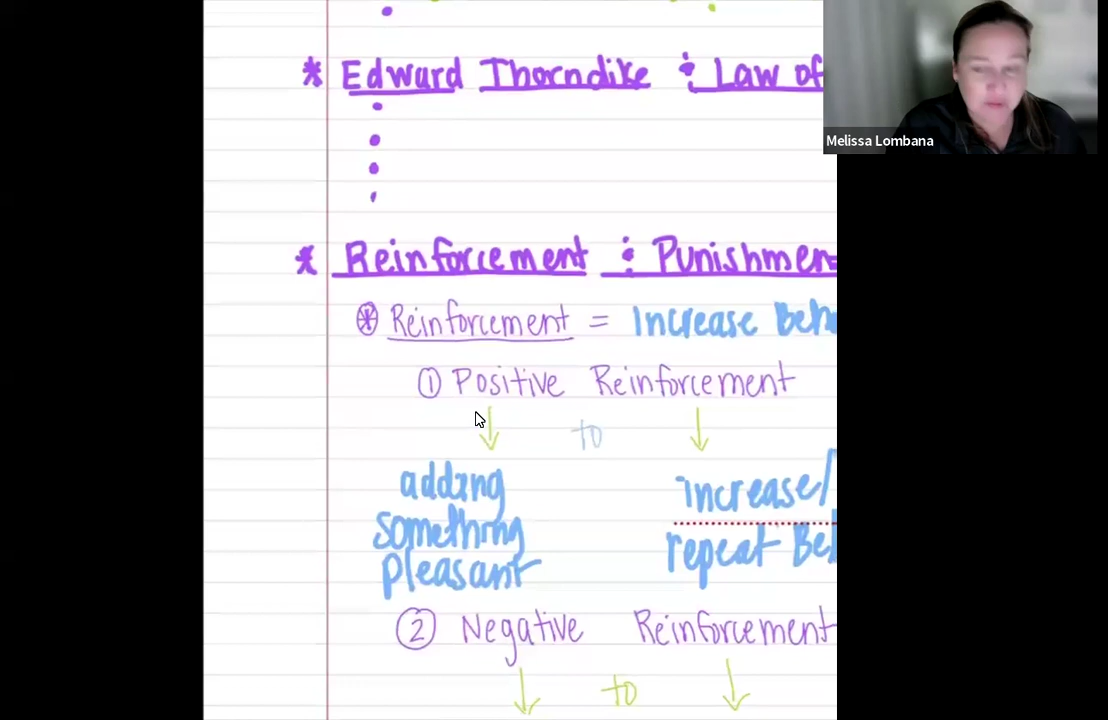 * Edward Thorndike : Law of
Melissa Lombana
* Reinforcement : Punishmen
* Reinforcement = Increase Beh
① Positive Reinforcement
to
adding increase/
something
pleasant repeat Be
② Negative Reinforcement
to